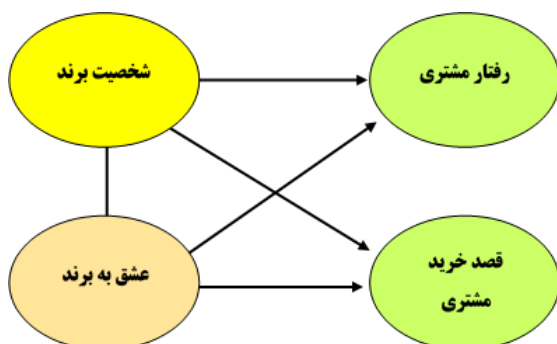 شخصیت برند
رفتار مشتری
عشق به برند
قصد خرید
مشتری